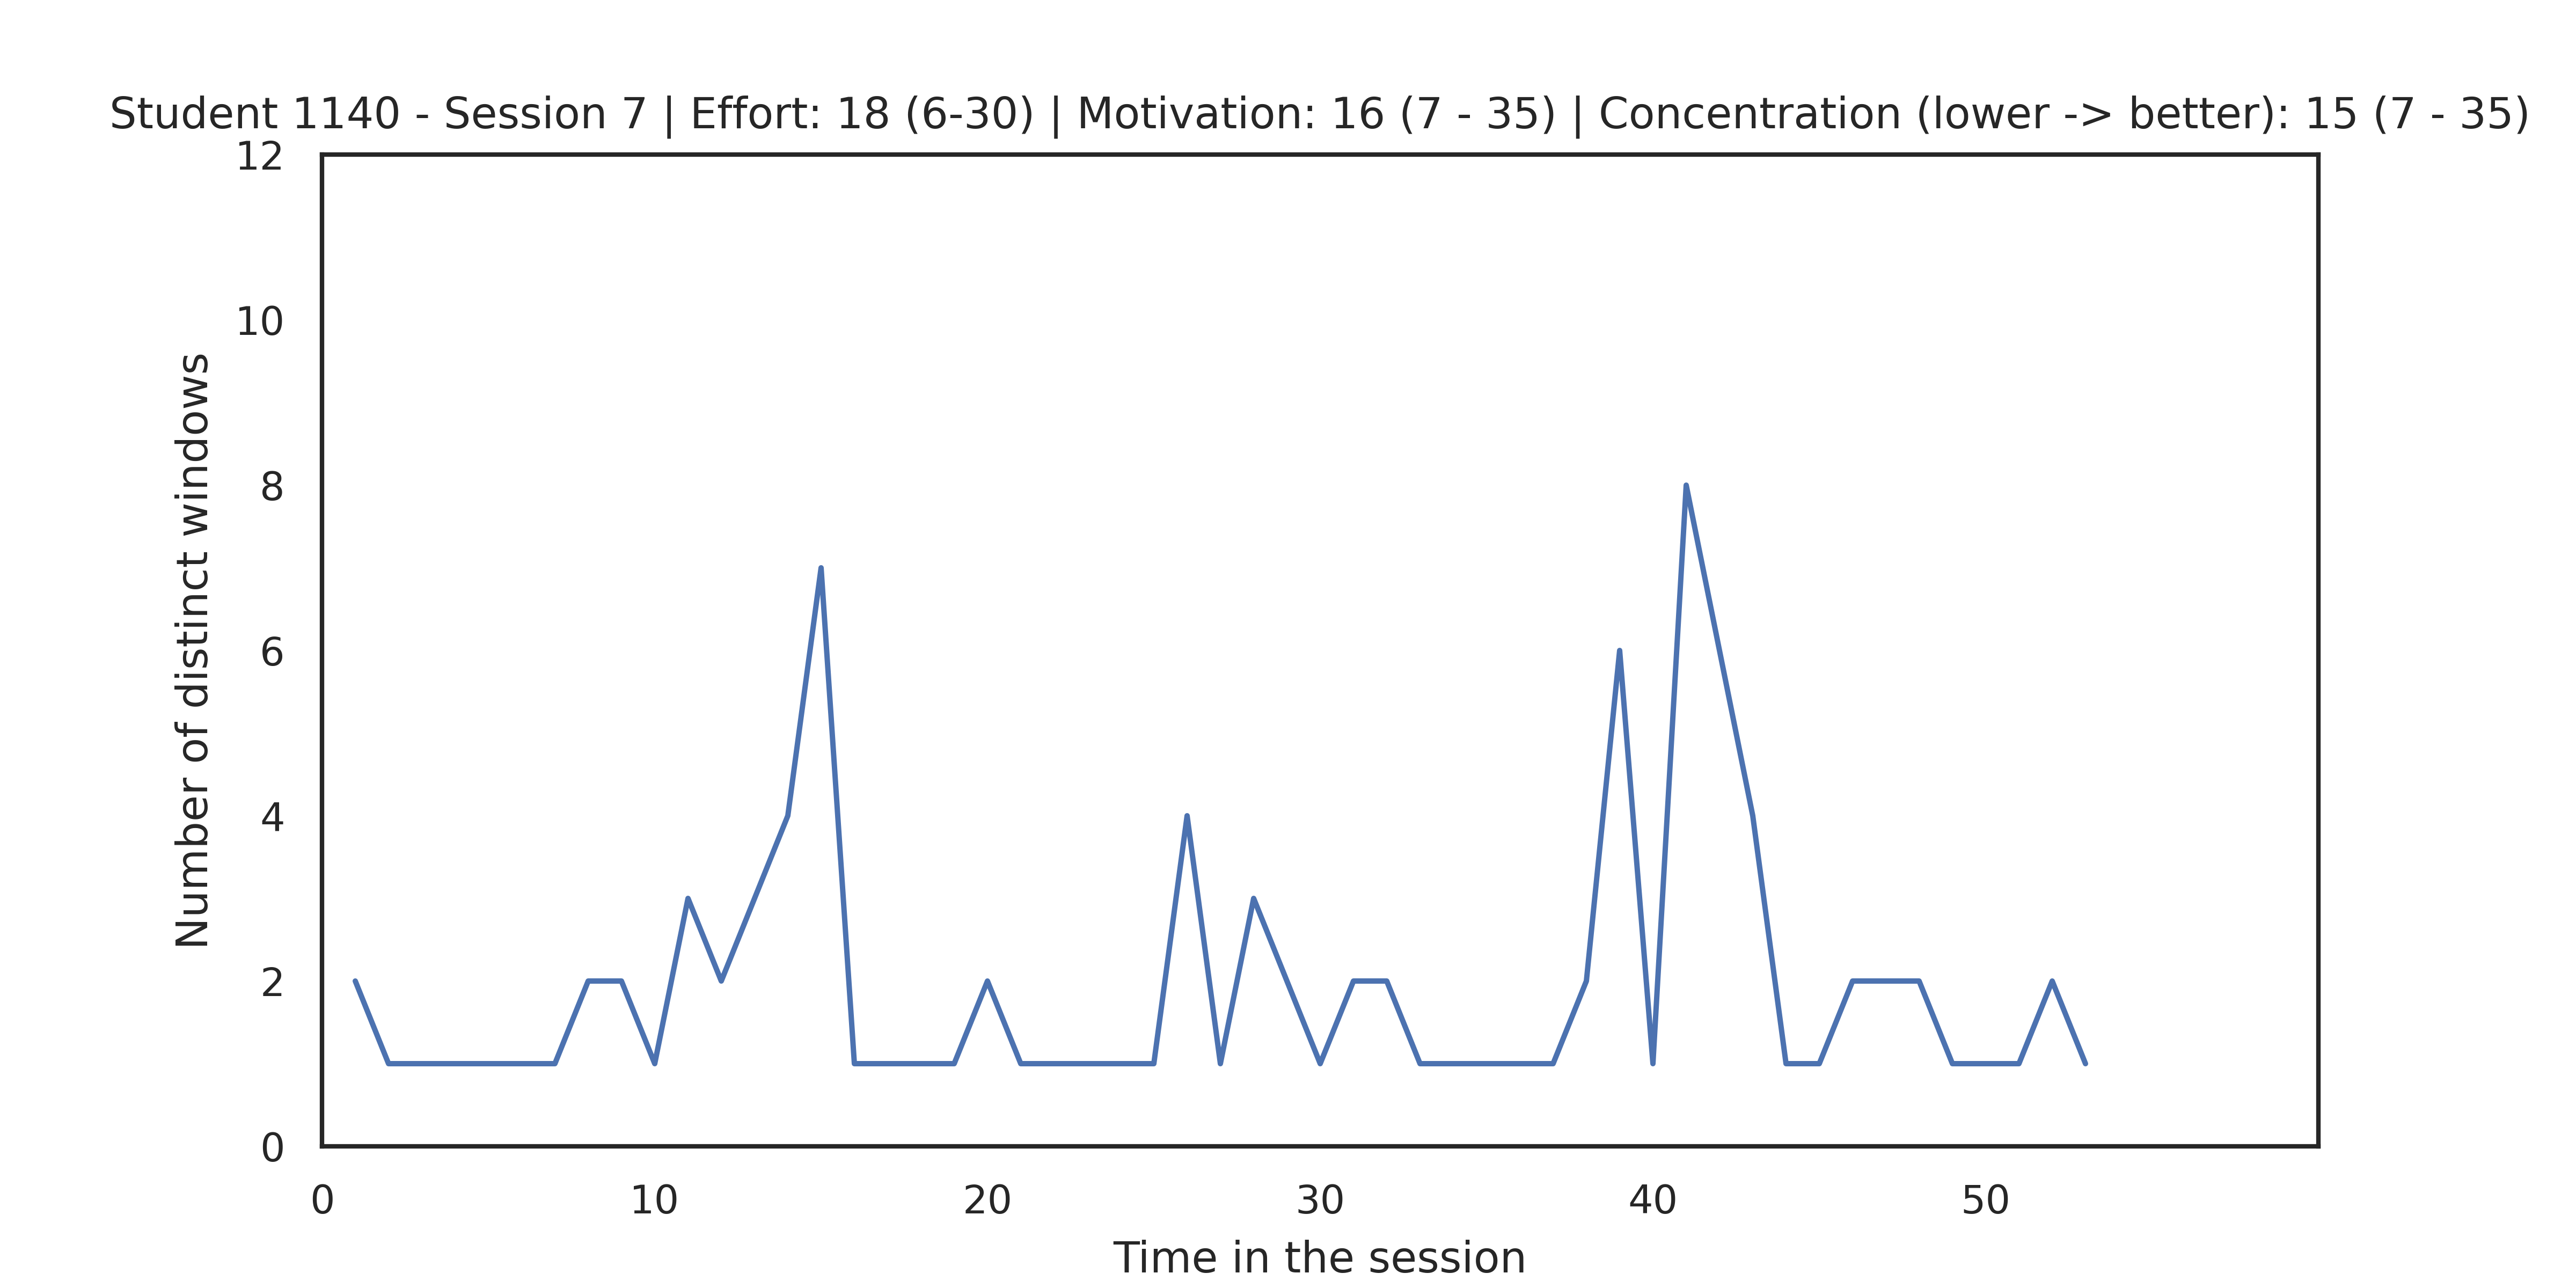 Student 1140 - Session 7 | Effort: 18 (6-30) | Motivation: 16 (7 - 35) | Concentration (lower -> better): 15 (7 - 35)
12
10
8
6
4
2
0
Number of distinct windows
0 10 20 30 40 50
Time in the session